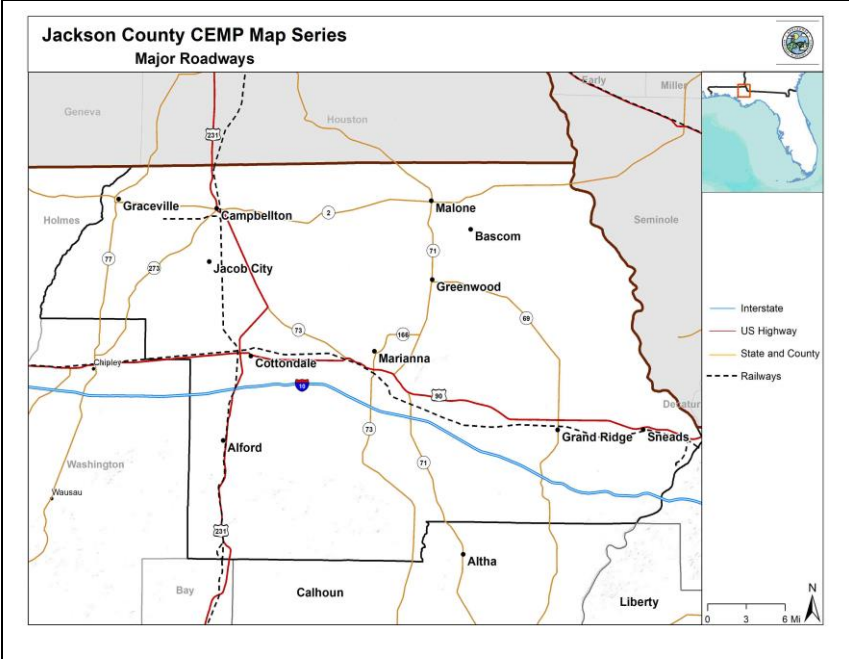 Jackson County CEMP Map Series
Major Roadways
Early
Miller
Geneva
Houston
231
Graceville
Campbellton
2
Malone
Holmes
Bascom
Seminole
71
77
273
Jacob City
Greenwood
69
73
166
Marianna
Chipley
Cottondale
10
90
Decatur
73
Grand Ridge
Sneads
Alford
71
Washington
Wausau
231
Altha
Bay
Calhoun
Liberty
Interstate
US Highway
State and County
Railways
N
0 3 6 Mi